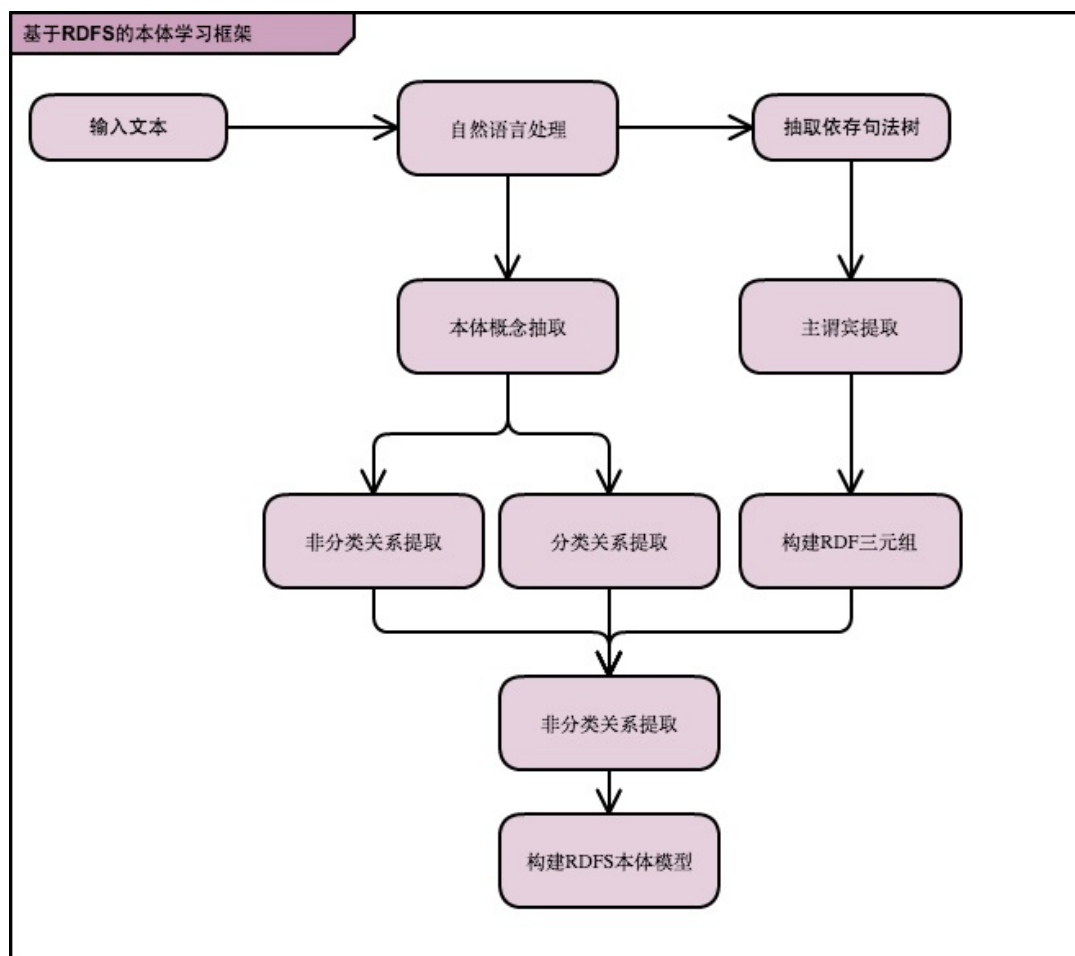 基于RDFS的本体学习框架
输入文本
自然语言处理
抽取依存句法树
本体概念抽取
主谓宾提取
非分类关系提取
分类关系提取
构建RDF三元组
非分类关系提取
构建RDFS本体模型